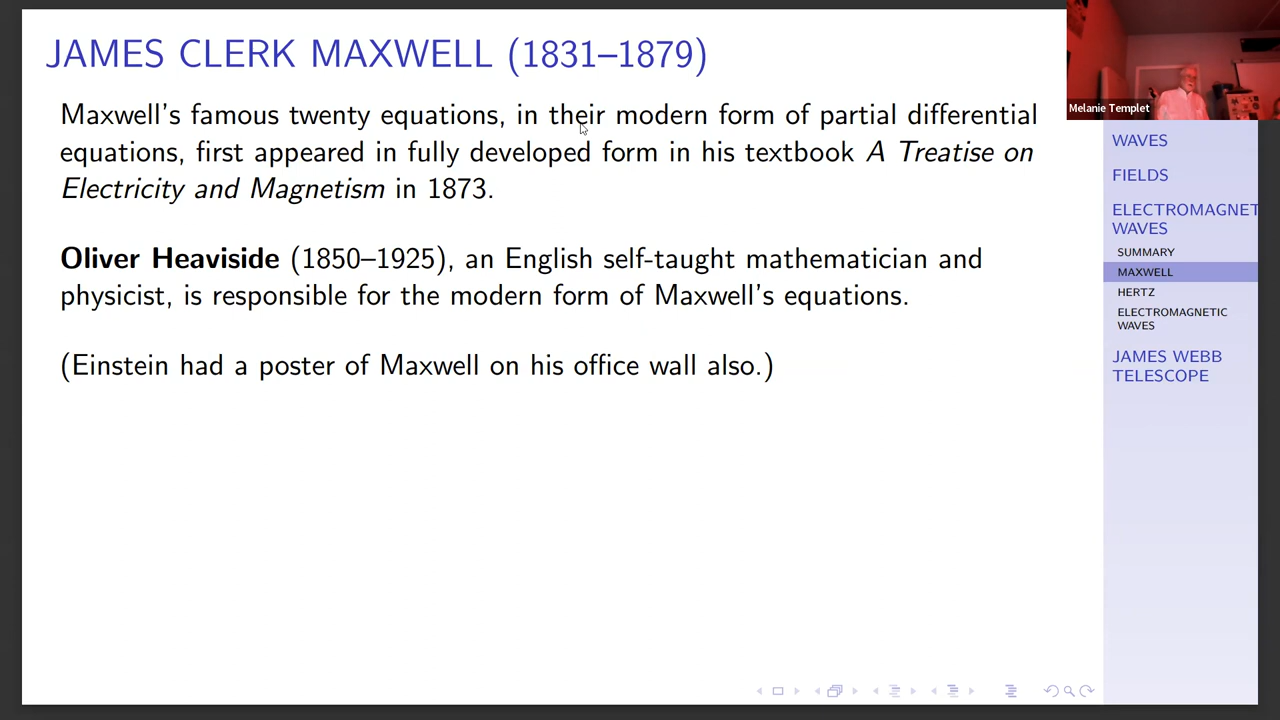 JAMES CLERK MAXWELL (1831–1879)
Maxwell's famous twenty equations, in their modern form of partial differential
equations, first appeared in fully developed form in his textbook A Treatise on
Electricity and Magnetism in 1873.
Oliver Heaviside (1850–1925), an English self-taught mathematician and
physicist, is responsible for the modern form of Maxwell's equations.
(Einstein had a poster of Maxwell on his office wall also.)
Melanie Templet
WAVES
FIELDS
ELECTROMAGNET
WAVES
SUMMARY
MAXWELL
HERTZ
ELECTROMAGNETIC
WAVES
JAMES WEBB
TELESCOPE